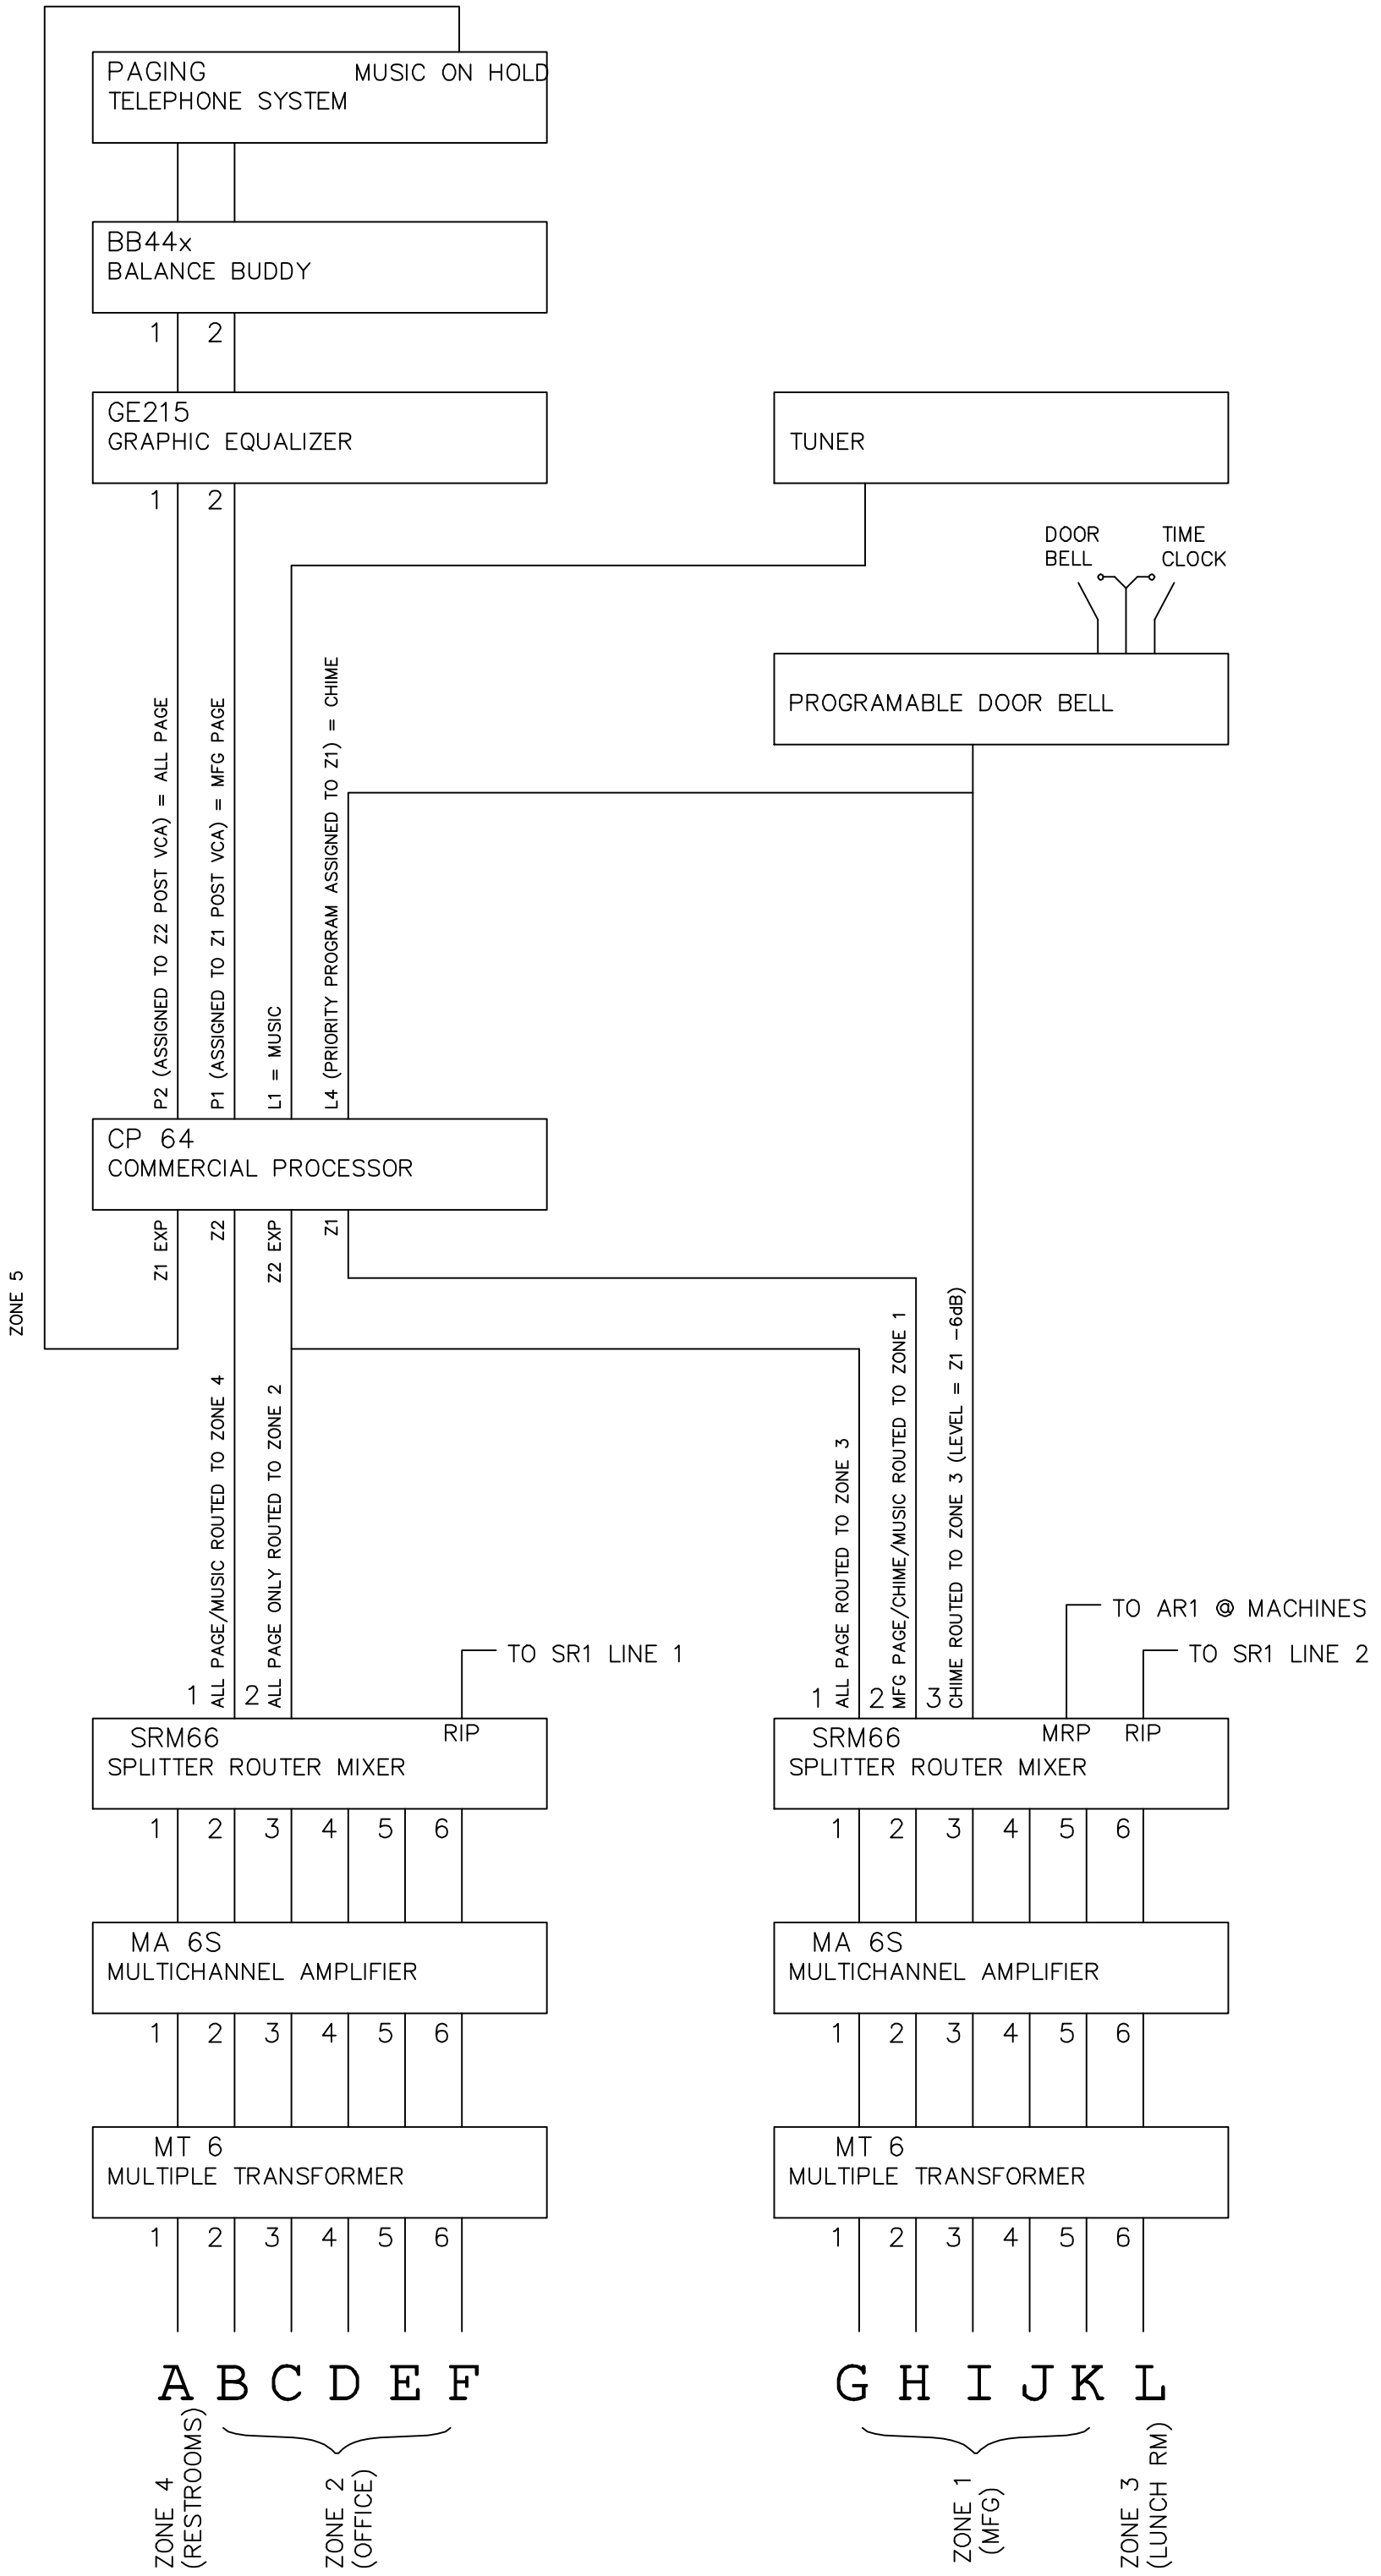 PAGING
MUSIC ON HOLD
TELEPHONE SYSTEM
BB44x
BALANCE BUDDY
1 2
GE215
GRAPHIC EQUALIZER
1 2
TUNER
DOOR
BELL
TIME
CLOCK
PROGRAMABLE DOOR BELL
P2 (ASSIGNED TO Z2 POST VCA) = ALL PAGE
P1 (ASSIGNED TO Z1 POST VCA) = MFG PAGE
L1 = MUSIC
L4 (PRIORITY PROGRAM ASSIGNED TO Z1) = CHIME
CP 64
COMMERCIAL PROCESSOR
Z1 EXP
Z2
Z2 EXP
Z1
ZONE 5
ALL PAGE/MUSIC ROUTED TO ZONE 4
ALL PAGE ONLY ROUTED TO ZONE 2
ALL PAGE ROUTED TO ZONE 3
MFG PAGE/CHIME/MUSIC ROUTED TO ZONE 1
CHIME ROUTED TO ZONE 3 (LEVEL = Z1 -6dB)
TO SR1 LINE 1
TO AR1 @ MACHINES
TO SR1 LINE 2
1 2
1 2 3
SRM66
RIP
SPLITTER ROUTER MIXER
SRM66
MRP
RIP
SPLITTER ROUTER MIXER
1 2 3 4 5 6
1 2 3 4 5 6
MA 6S
MULTICHANNEL AMPLIFIER
MA 6S
MULTICHANNEL AMPLIFIER
1 2 3 4 5 6
1 2 3 4 5 6
MT 6
MULTIPLE TRANSFORMER
MT 6
MULTIPLE TRANSFORMER
1 2 3 4 5 6
1 2 3 4 5 6
A B C D E F
G H I J K L
ZONE 4
(RESTROOMS)
ZONE 2
(OFFICE)
ZONE 1
(MFG)
ZONE 3
(LUNCH RM)